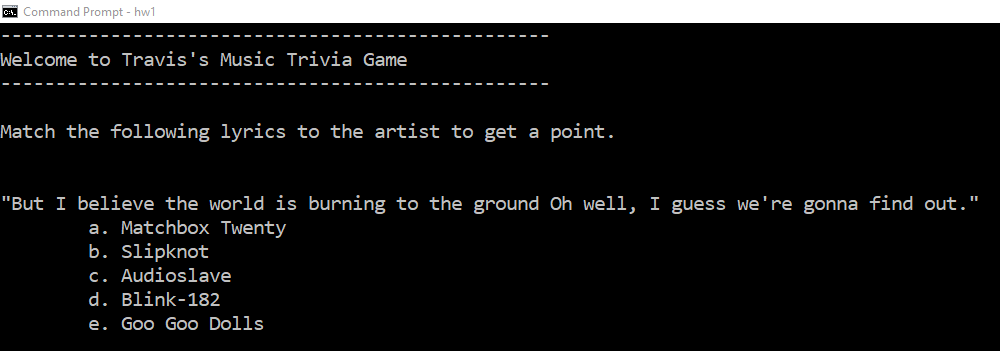 Command Prompt - hw1
--------------------------------------------------
Welcome to Travis's Music Trivia Game
--------------------------------------------------
Match the following lyrics to the artist to get a point.
"But I believe the world is burning to the ground Oh well, I guess we're gonna find out."
a. Matchbox Twenty
b. Slipknot
c. Audioslave
d. Blink-182
e. Goo Goo Dolls